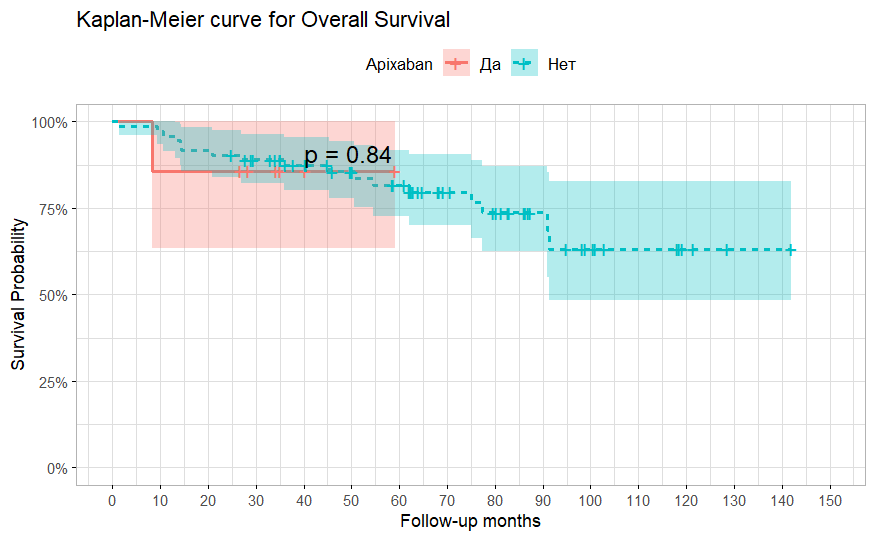 Kaplan-Meier curve for Overall Survival
Apixaban Да Нет
100%
75%
50%
25%
0%
p = 0.84
Survival Probability
0 10 20 30 40 50 60 70 80 90 100 110 120 130 140 150
Follow-up months